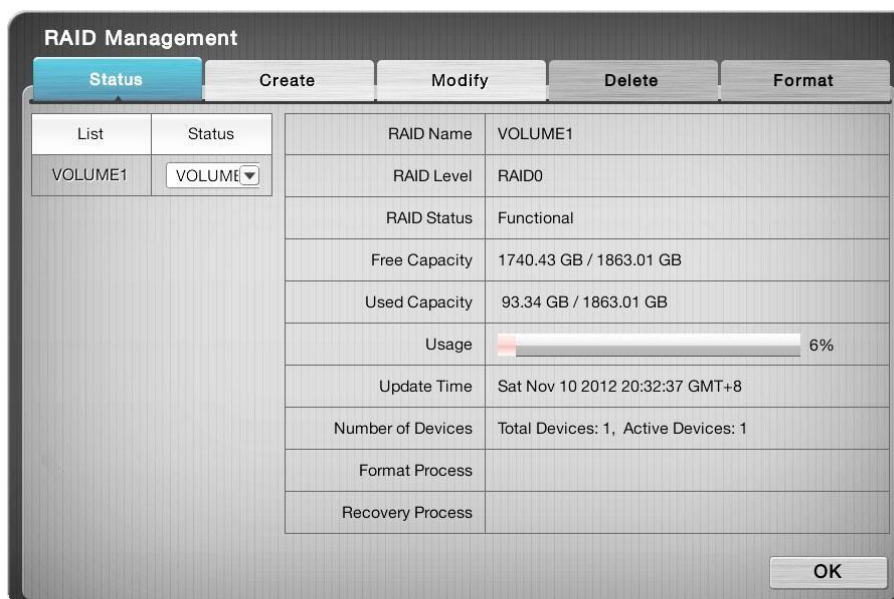 RAID Management
Status Create Modify Delete Format
List Status
VOLUME1 VOLUME
RAID Name VOLUME1
RAID Level RAID0
RAID Status Functional
Free Capacity 1740.43 GB / 1863.01 GB
Used Capacity 93.34 GB / 1863.01 GB
Usage 6%
Update Time Sat Nov 10 2012 20:32:37 GMT+8
Number of Devices Total Devices: 1, Active Devices: 1
Format Process
Recovery Process
OK